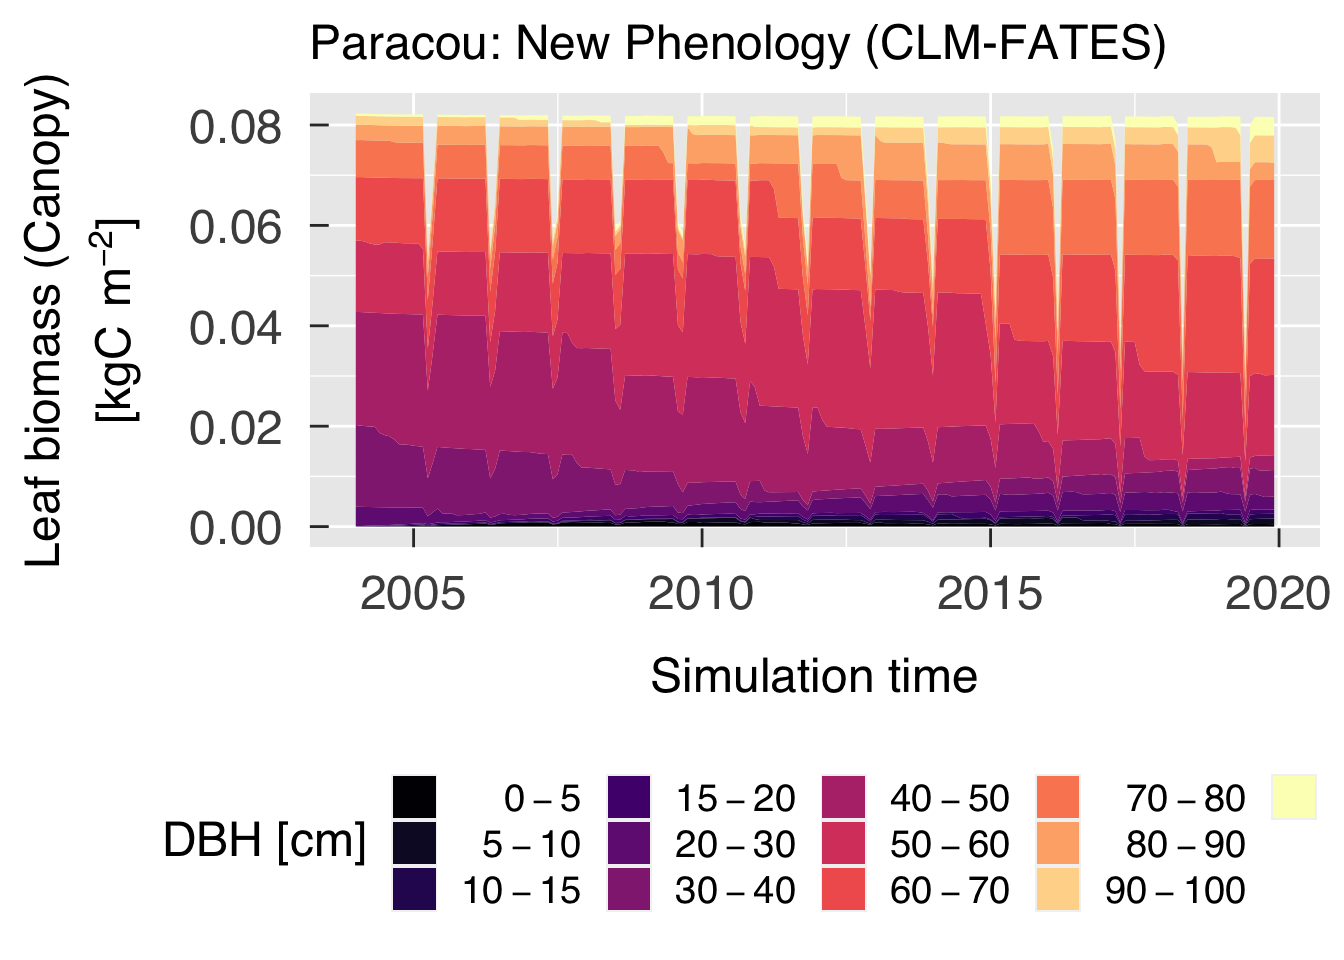 Paracou: New Phenology (CLM-FATES)
Leaf biomass (Canopy)
[kgC m⁻²]
0.08
0.06
0.04
0.02
0.00
2005 2010 2015 2020
Simulation time
DBH [cm]
0 – 5 15 – 20 40 – 50 70 – 80
5 – 10 20 – 30 50 – 60 80 – 90
10 – 15 30 – 40 60 – 70 90 – 100